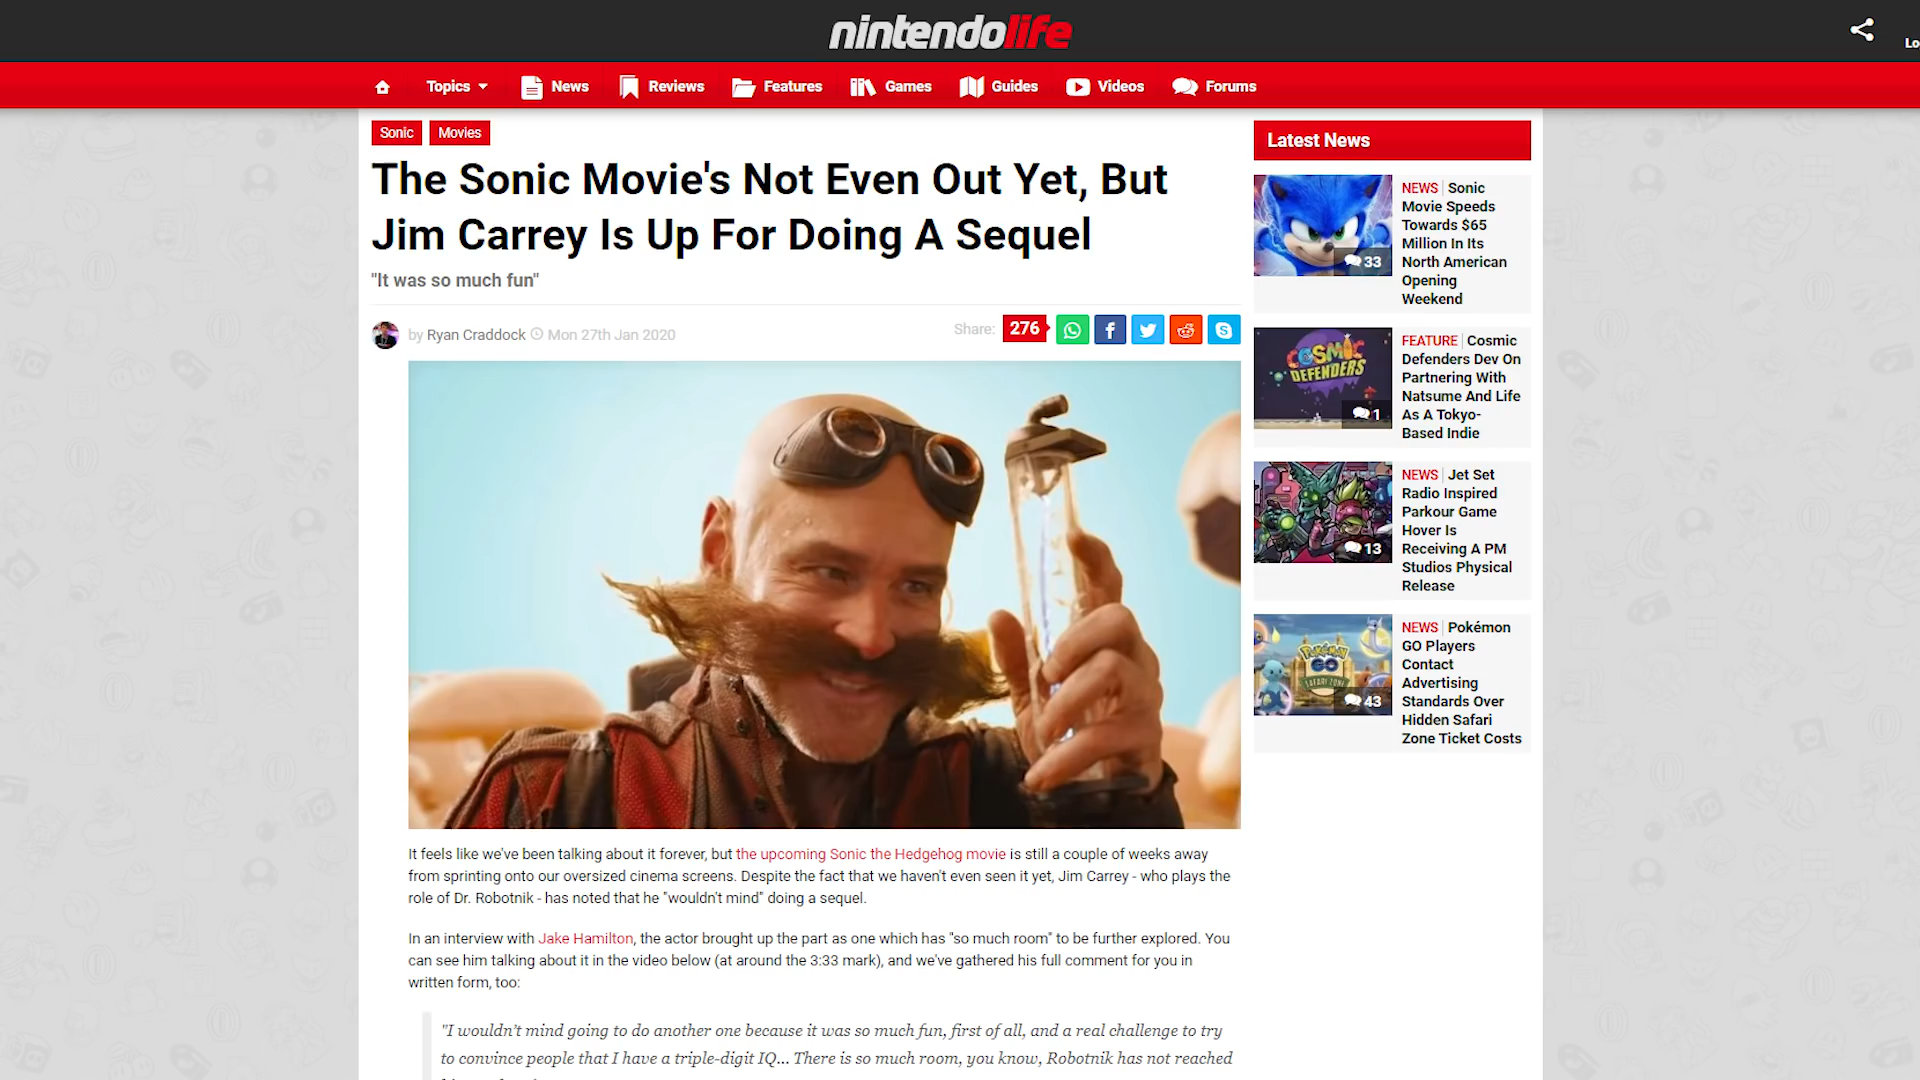 nintendolife
Lo
Topics
News
Reviews
Features
Games
Guides
Videos
Forums
Sonic
Movies
The Sonic Movie's Not Even Out Yet, But
Jim Carrey Is Up For Doing A Sequel
"It was so much fun"
by Ryan Craddock Mon 27th Jan 2020
Share: 276
It feels like we've been talking about it forever, but the upcoming Sonic the Hedgehog movie is still a couple of weeks away
from sprinting onto our oversized cinema screens. Despite the fact that we haven't even seen it yet, Jim Carrey - who plays the
role of Dr. Robotnik - has noted that he "wouldn't mind" doing a sequel.
In an interview with Jake Hamilton, the actor brought up the part as one which has "so much room" to be further explored. You
can see him talking about it in the video below (at around the 3:33 mark), and we've gathered his full comment for you in
written form, too:
"I wouldn't mind going to do another one because it was so much fun, first of all, and a real challenge to try
to convince people that I have a triple-digit IQ... There is so much room, you know, Robotnik has not reached
Latest News
33
NEWS Sonic
Movie Speeds
Towards $65
Million In Its
North American
Opening
Weekend
COSMIC
DEFENDERS
1
FEATURE Cosmic
Defenders Dev On
Partnering With
Natsume And Life
As A Tokyo-
Based Indie
13
NEWS Jet Set
Radio Inspired
Parkour Game
Hover Is
Receiving A PM
Studios Physical
Release
Pokémon
GO
SAFARI ZONE
43
NEWS Pokémon
GO Players
Contact
Advertising
Standards Over
Hidden Safari
Zone Ticket Costs